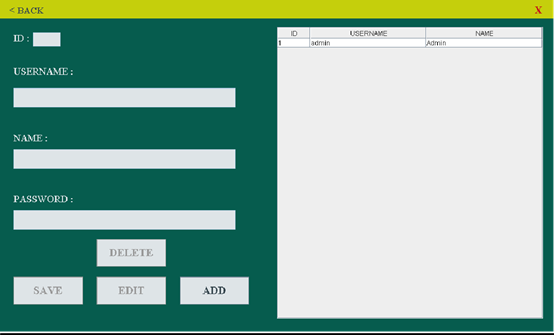 < BACK
X
ID :
USERNAME :
NAME :
PASSWORD :
DELETE
SAVE EDIT ADD
ID USERNAME NAME
1 admin Admin